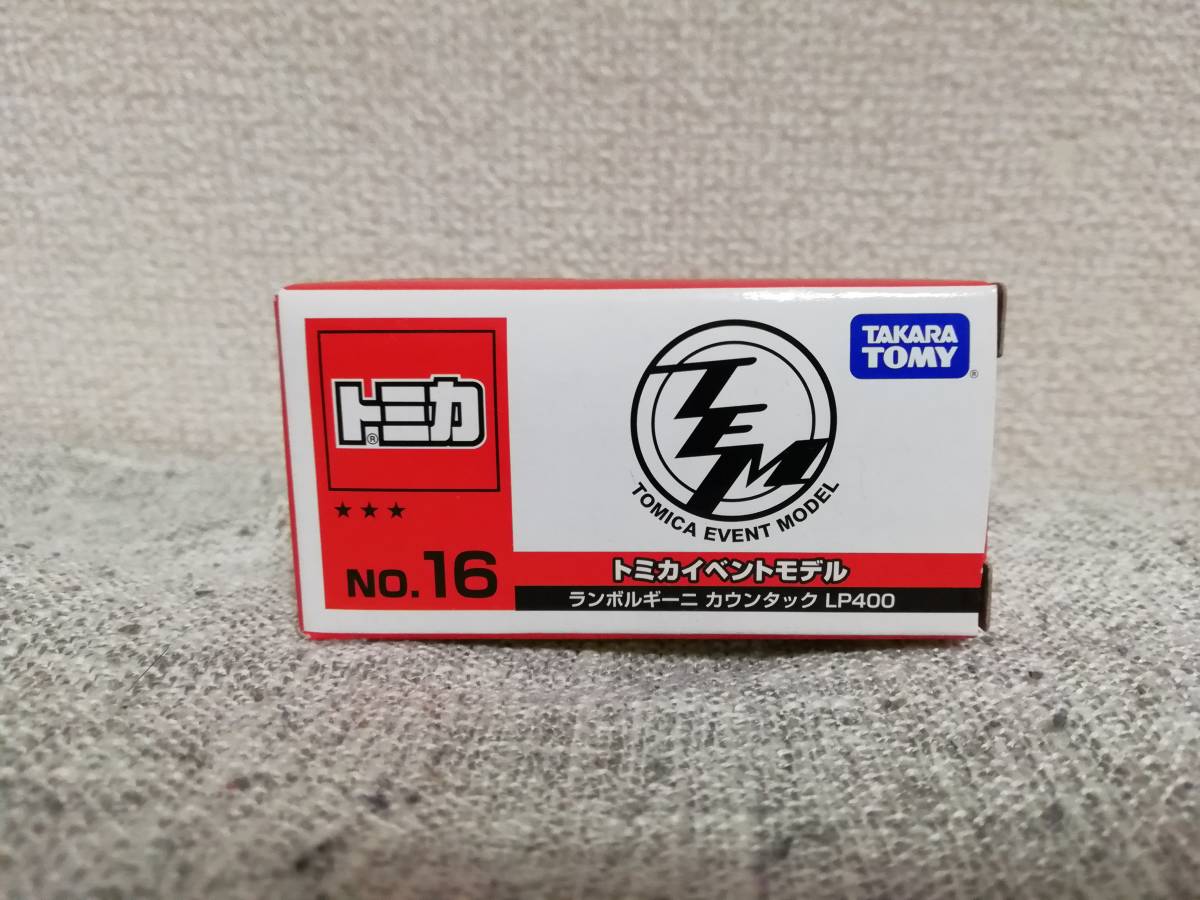 トミカ®
★★★
NO.16
TEM
TOMICA EVENT MODEL
TAKARA
TOMY®
トミカイベントモデル
ランボルギーニ カウンタック LP400